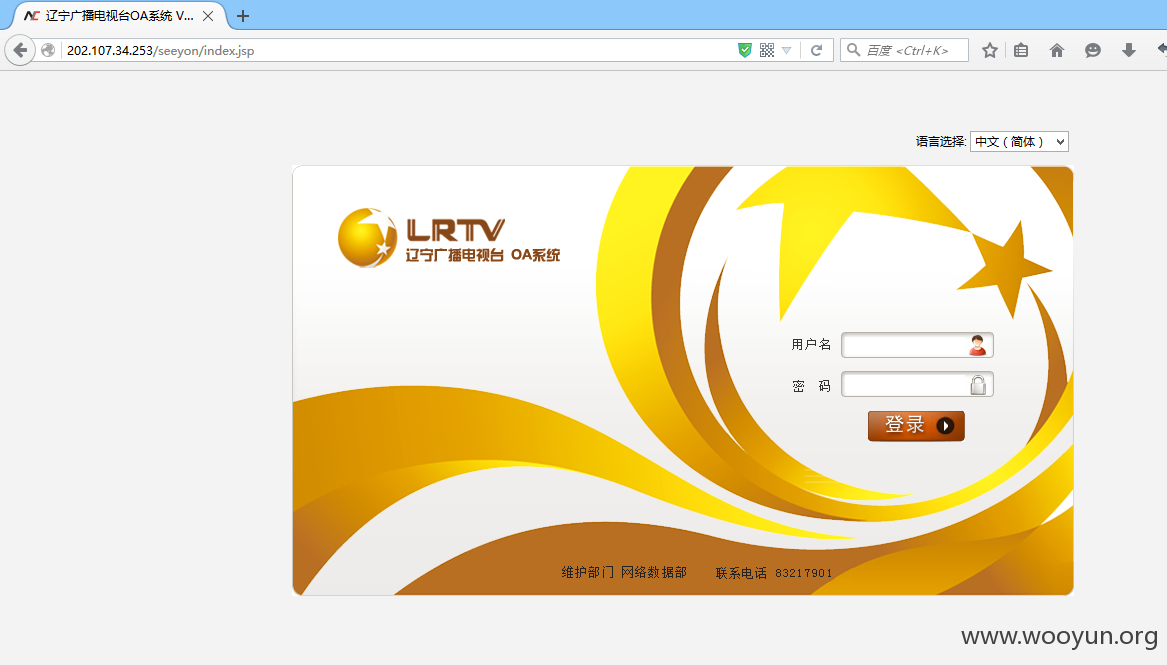 辽宁广播电视台OA系统 V...
202.107.34.253/seeyon/index.jsp
百度 <Ctrl+K>
语言选择: 中文（简体）
LRTV
辽宁广播电视台 OA系统
用户名
密 码
登录
维护部门 网络数据部 联系电话 83217901
www.wooyun.org